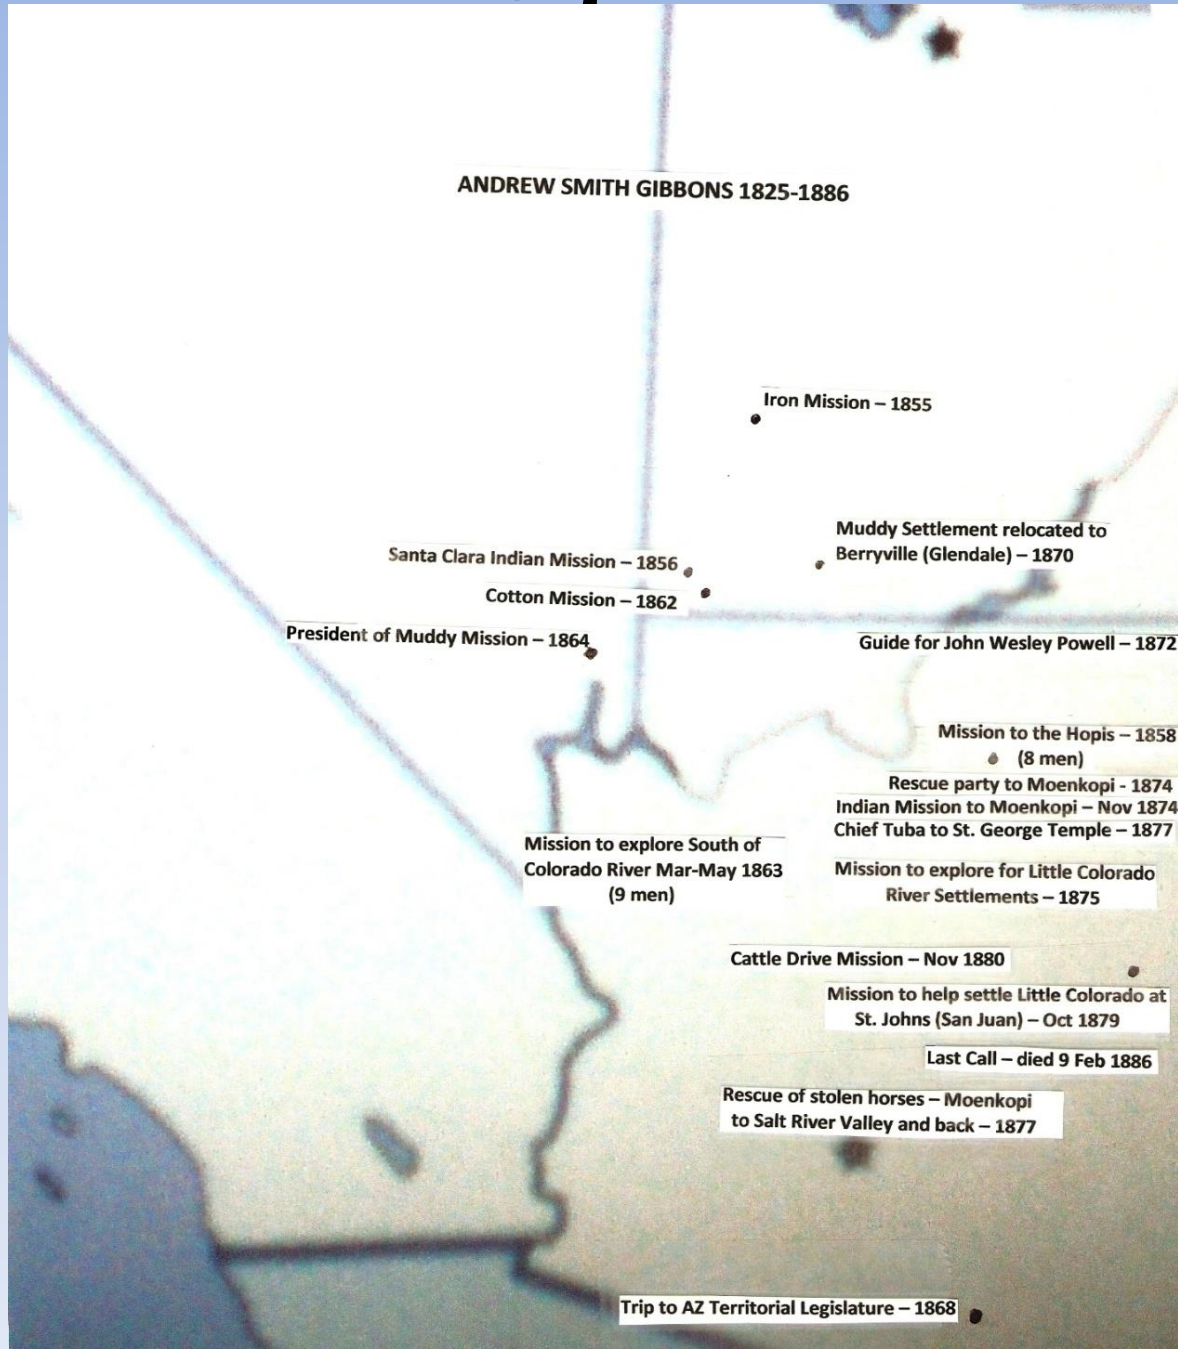 ANDREW SMITH GIBBONS 1825-1886
Iron Mission – 1855
Muddy Settlement relocated to
Berryville (Glendale) – 1870
Santa Clara Indian Mission – 1856
Cotton Mission – 1862
President of Muddy Mission – 1864
Guide for John Wesley Powell – 1872
Mission to the Hopis – 1858
(8 men)
Rescue party to Moenkopi - 1874
Indian Mission to Moenkopi – Nov 1874
Chief Tuba to St. George Temple – 1877
Mission to explore South of
Colorado River Mar-May 1863
(9 men)
Mission to explore for Little Colorado
River Settlements – 1875
Cattle Drive Mission – Nov 1880
Mission to help settle Little Colorado at
St. Johns (San Juan) – Oct 1879
Last Call – died 9 Feb 1886
Rescue of stolen horses – Moenkopi
to Salt River Valley and back – 1877
Trip to AZ Territorial Legislature – 1868